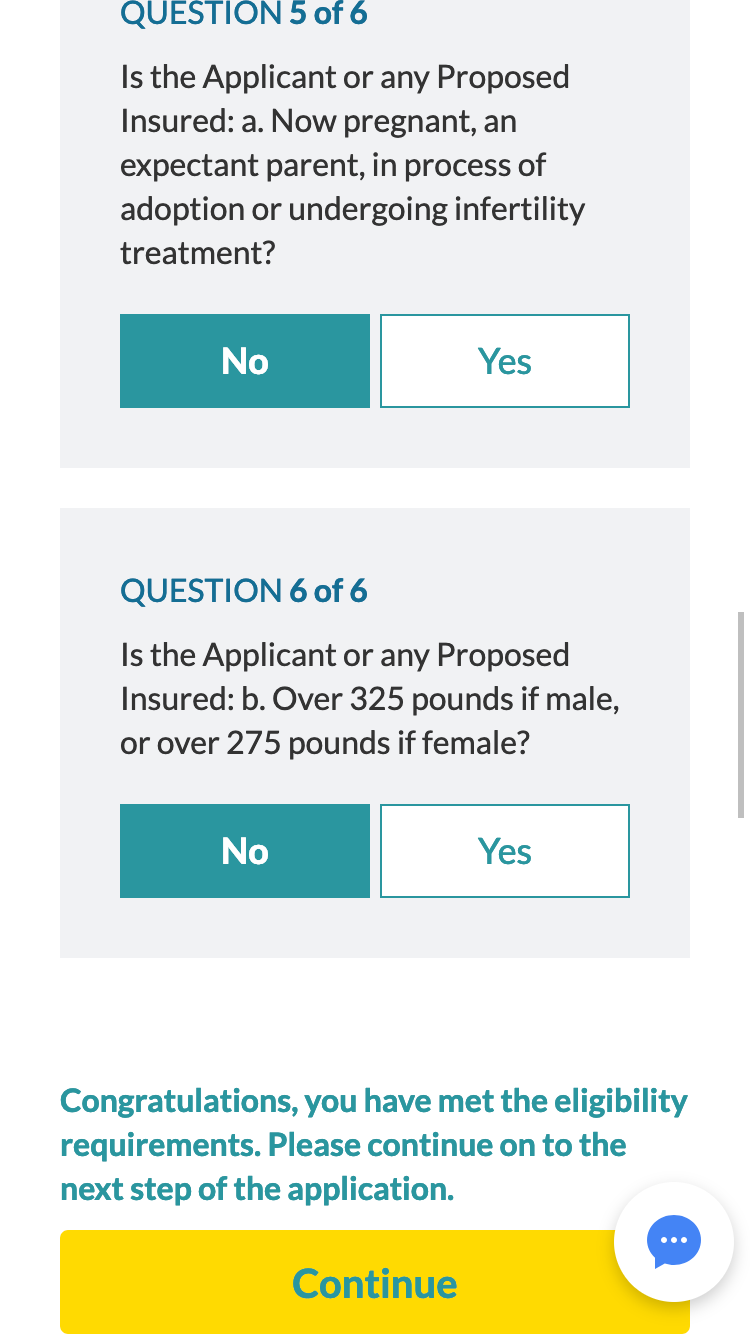 QUESTION 5 of 6
Is the Applicant or any Proposed
Insured: a. Now pregnant, an
expectant parent, in process of
adoption or undergoing infertility
treatment?
No
Yes
QUESTION 6 of 6
Is the Applicant or any Proposed
Insured: b. Over 325 pounds if male,
or over 275 pounds if female?
No
Yes
Congratulations, you have met the eligibility
requirements. Please continue on to the
next step of the application.
Continue